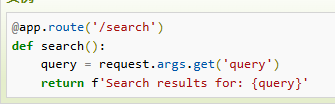 @app.route('/search')
def search():
    query = request.args.get('query')
    return f'Search results for: {query}'